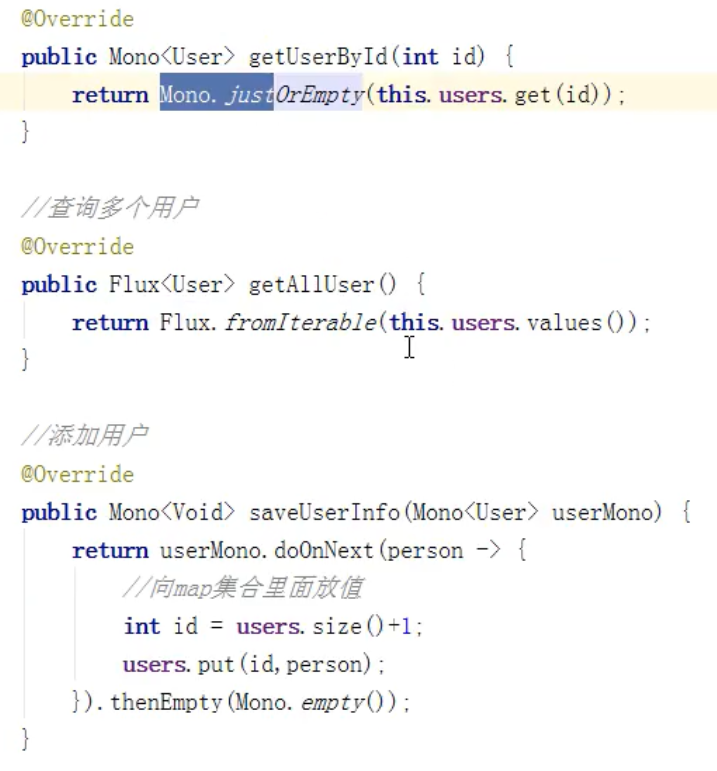 @Override
public Mono<User> getUserById(int id) {
    return Mono.justOrEmpty(this.users.get(id));
}
//查询多个用户
@Override
public Flux<User> getAllUser() {
    return Flux.fromIterable(this.users.values());
}
//添加用户
@Override
public Mono<Void> saveUserInfo(Mono<User> userMono) {
    return userMono.doOnNext(person -> {
        //向map集合里面放值
        int id = users.size()+1;
        users.put(id,person);
    }).thenEmpty(Mono.empty());
}